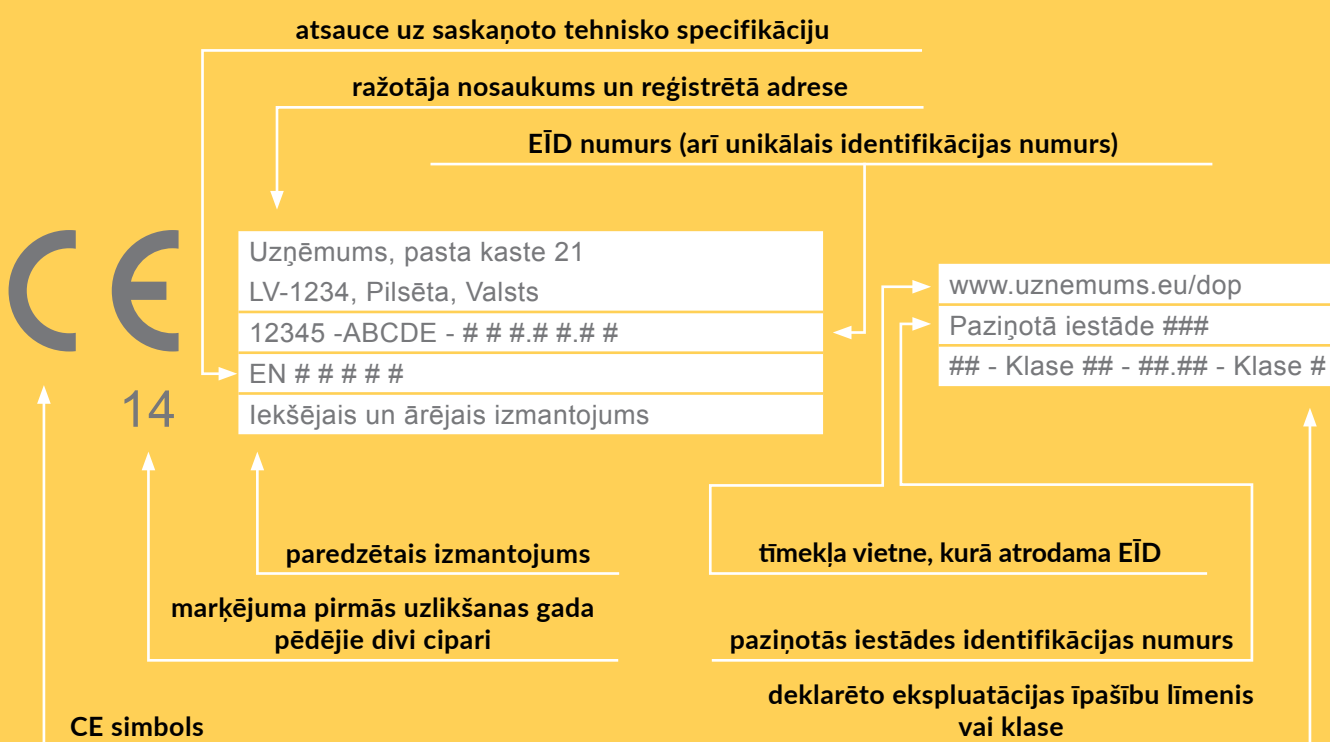 atsauce uz saskaņoto tehnisko specifikāciju
ražotāja nosaukums un reģistrētā adrese
EĪD numurs (arī unikālais identifikācijas numurs)
CE
14
Uzņēmums, pasta kaste 21
LV-1234, Pilsēta, Valsts
12345 -ABCDE - # # #.# #.# #
EN # # # # #
Iekšējais un ārējais izmantojums
www.uznemums.eu/dop
Paziņotā iestāde ###
## - Klase ## - ##.## - Klase #
paredzētais izmantojums
tīmekļa vietne, kurā atrodama EĪD
marķējuma pirmās uzlikšanas gada
pēdējie divi cipari
paziņotās iestādes identifikācijas numurs
deklarēto ekspluatācijas īpašību līmenis
vai klase
CE simbols